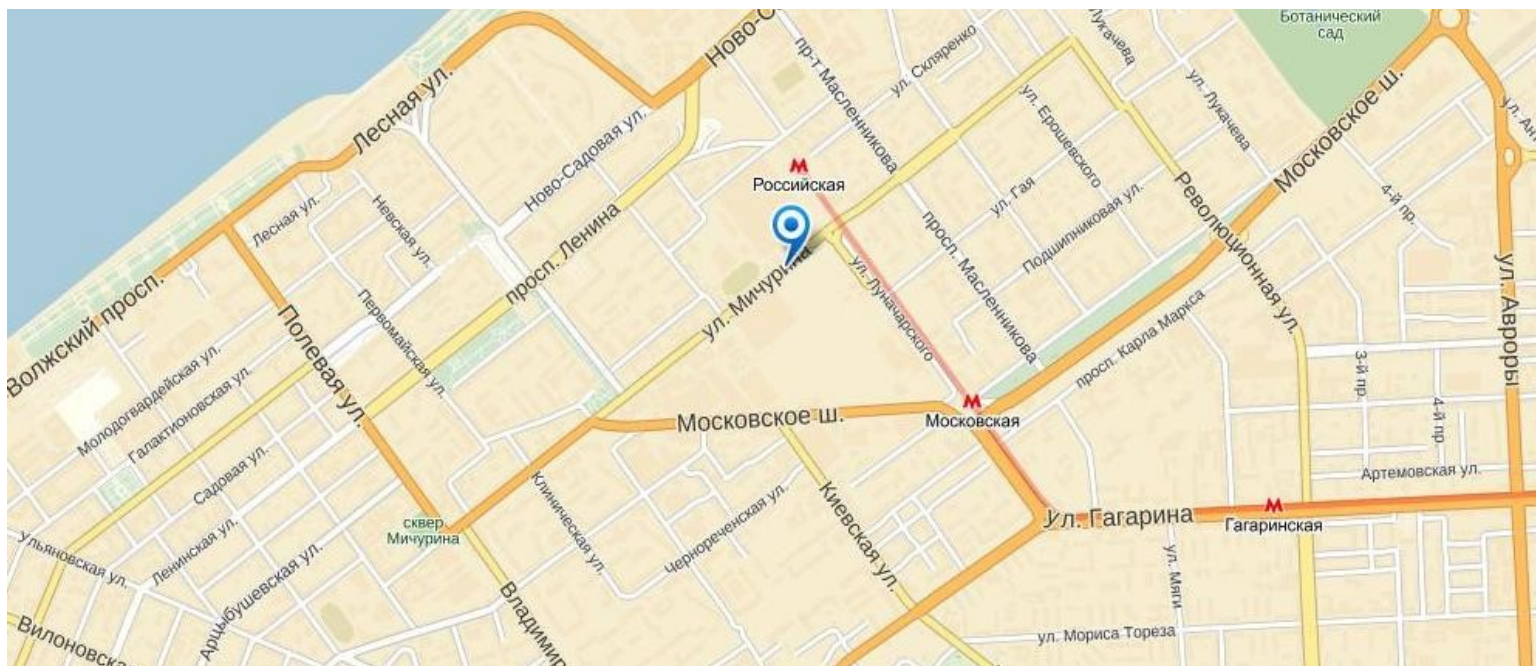 Ботанический
сад
Ново-С
Лукачева
пр-т Масленникова
ул. Скляренко
ул. Лукачева
Московское ш.
ул. Ант
Лесная ул.
Ново-Садовая ул.
ул. Ерошевского
Российская
4-й пр.
Лесная ул.
Невская ул.
ул. Гая
Революционная ул.
просп. Ленина
просп. Масленникова
Подшипниковая ул.
ул. Мичурина
ул. Луначарского
Волжский просп.
Полевая ул.
Первомайская ул.
просп. Карла Маркса
ул. Авроры
Молодогвардейская ул.
Галактионовская ул.
3-й пр.
4-й пр.
Московское ш.
Московская
Садовая ул.
Артемовская ул.
Клиническая ул.
Киевская ул.
Чернореченская ул.
сквер
Мичурина
Ул. Гагарина
Гагаринская
Ульяновская ул.
Ленинская ул.
Арцыбушевская ул.
ул. Мяги
Владимир
Вилоновска
ул. Мориса Тореза